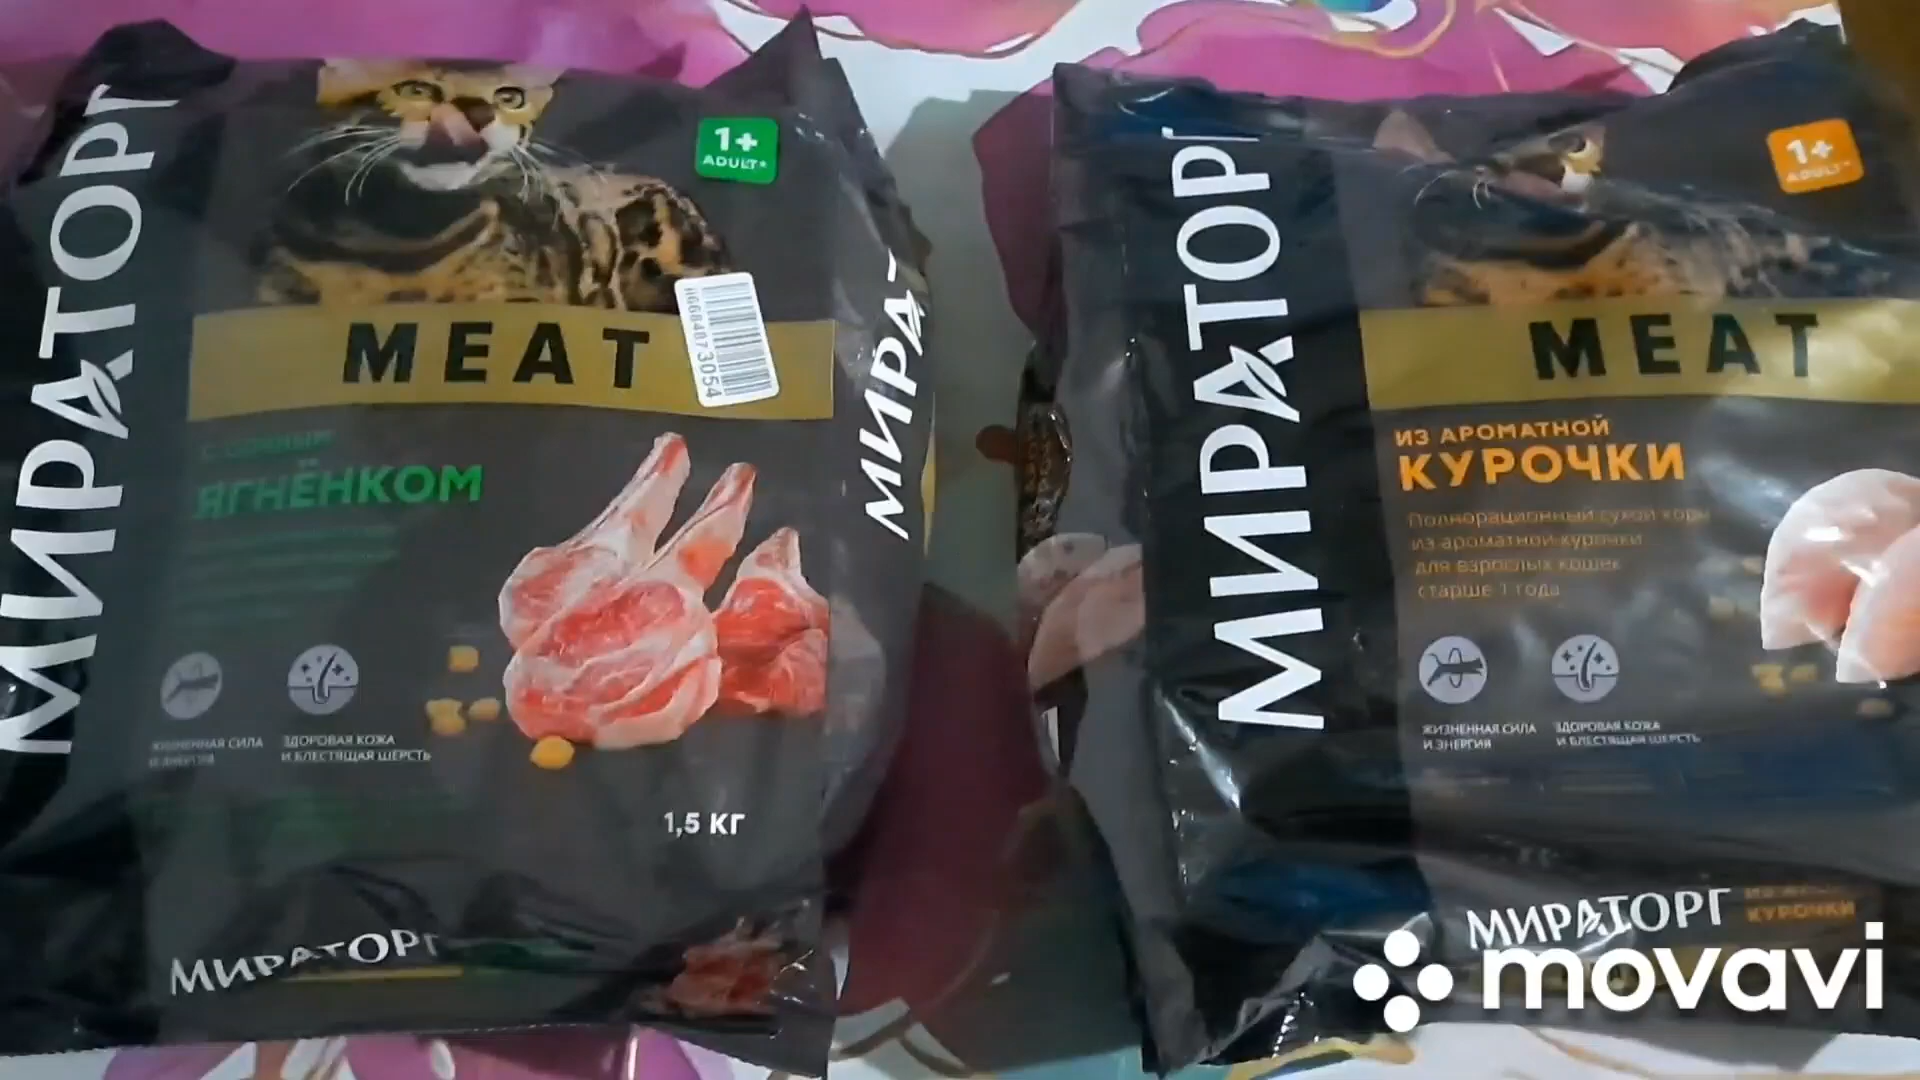 МИРАТОРГ
1+
ADULT*
MEAT
ЯГНЁНКОМ
ЖИЗНЕННАЯ СИЛА
И ЭНЕРГИЯ
ЗДОРОВАЯ КОЖА
И БЛЕСТЯЩАЯ ШЕРСТЬ
1,5 КГ
МИРАТОРГ
МИРАТ
МИРАТОРГ
1+
ADULT*
MEAT
ИЗ АРОМАТНОЙ
КУРОЧКИ
Полнорационный сухой корм
из ароматной курочки
для взрослых кошек
старше 1 года
ЖИЗНЕННАЯ СИЛА
И ЭНЕРГИЯ
ЗДОРОВАЯ КОЖА
И БЛЕСТЯЩАЯ ШЕРСТЬ
МИРАТОРГ
КУРОЧКИ
movavi